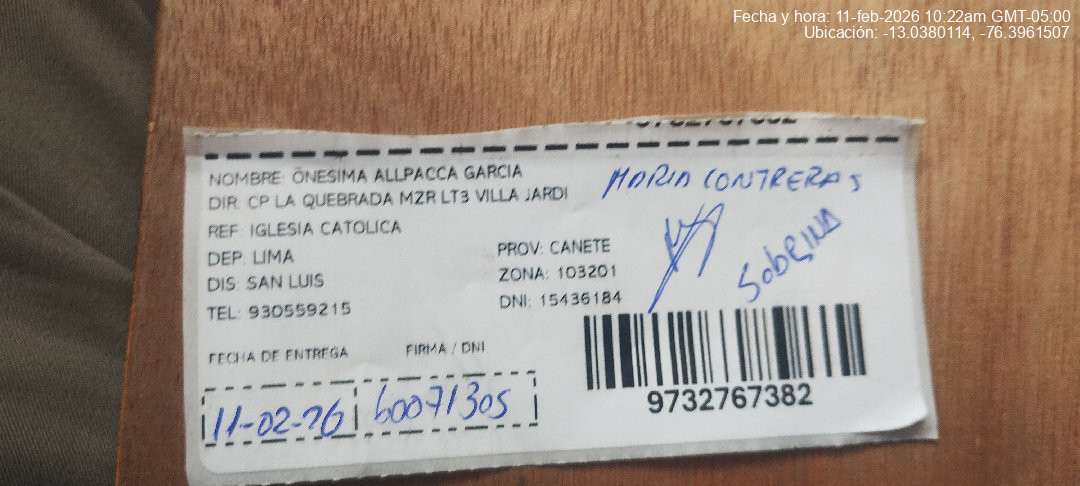 Fecha y hora: 11-feb-2026 10:22am GMT-05:00
Ubicación: -13.0380114, -76.3961507
NOMBRE: ONESIMA ALLPACCA GARCIA
MARIA CONTRERAS
DIR: CP LA QUEBRADA MZR LT3 VILLA JARDI
REF: IGLESIA CATOLICA
SOBRINA
DEP: LIMA
PROV: CANETE
DIS: SAN LUIS
ZONA: 103201
TEL: 930559215
DNI: 15436184
FECHA DE ENTREGA
FIRMA / DNI
11-02-26
60071305
9732767382